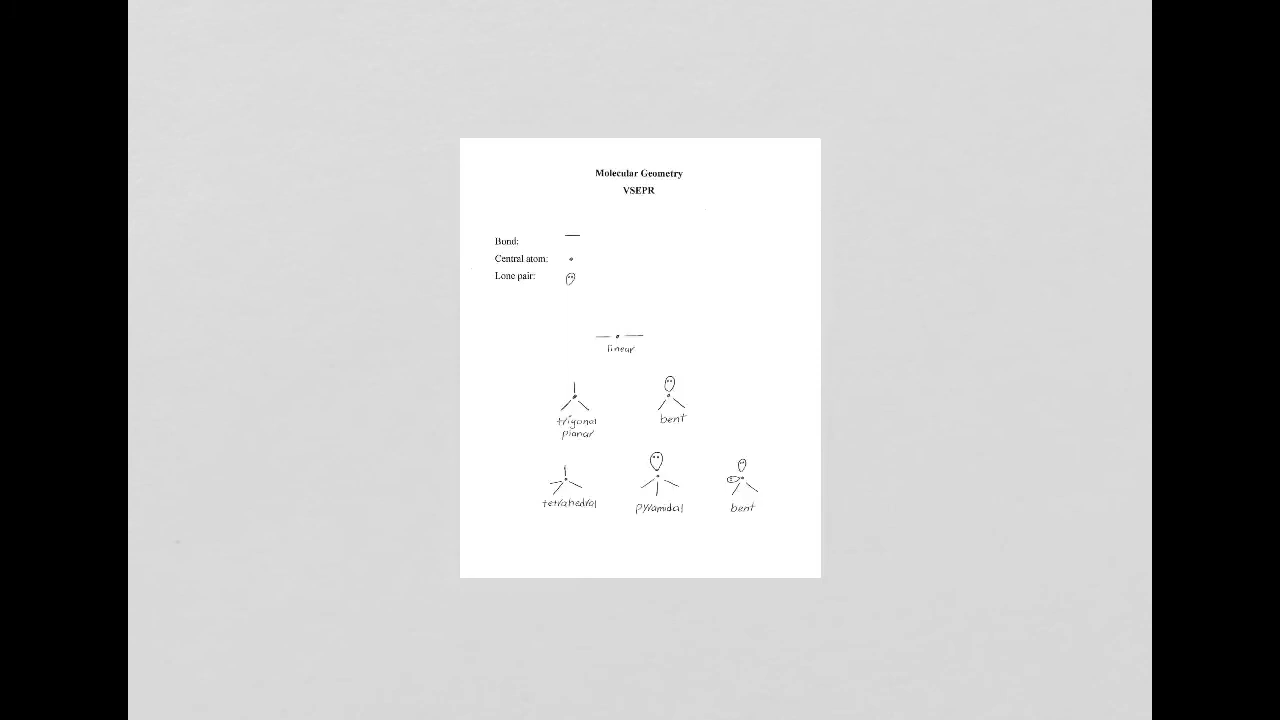 Molecular Geometry
VSEPR
Bond:
Central atom:
Lone pair:
linear
trigonal
planar
bent
tetrahedral
pyramidal
bent